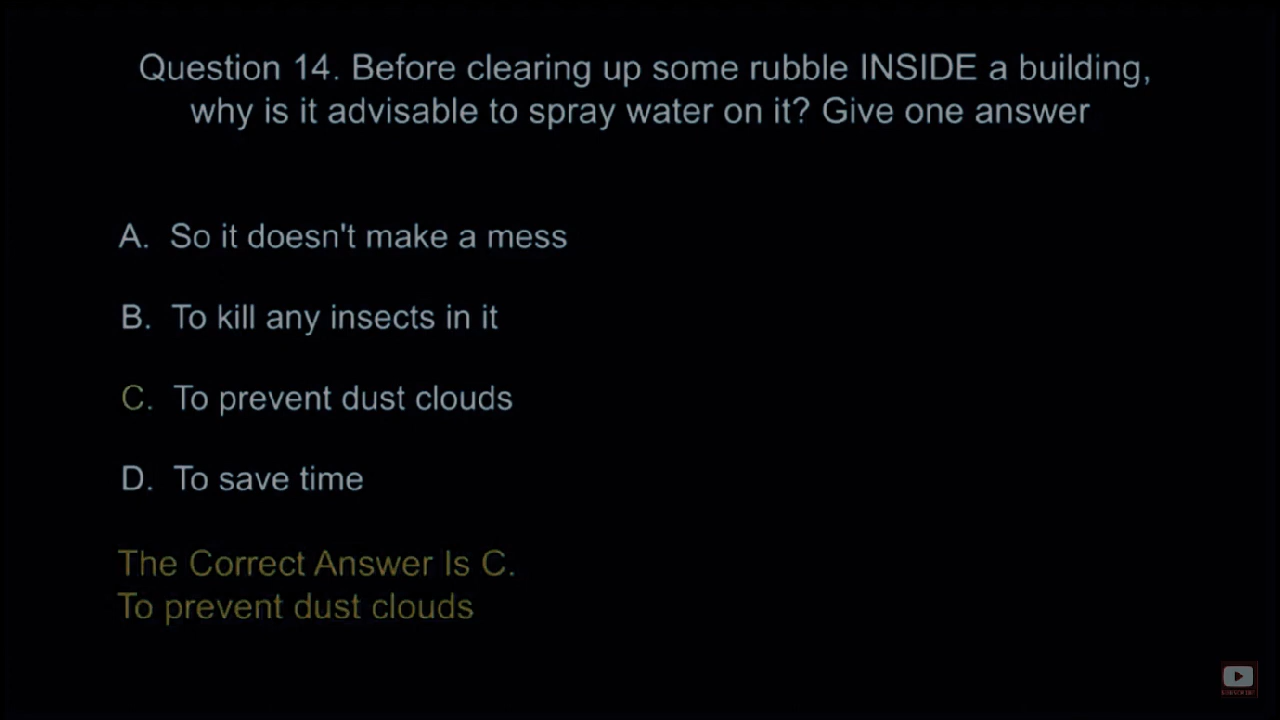 Question 14. Before clearing up some rubble INSIDE a building,
why is it advisable to spray water on it? Give one answer
A. So it doesn't make a mess
B. To kill any insects in it
C. To prevent dust clouds
D. To save time
The Correct Answer Is C.
To prevent dust clouds